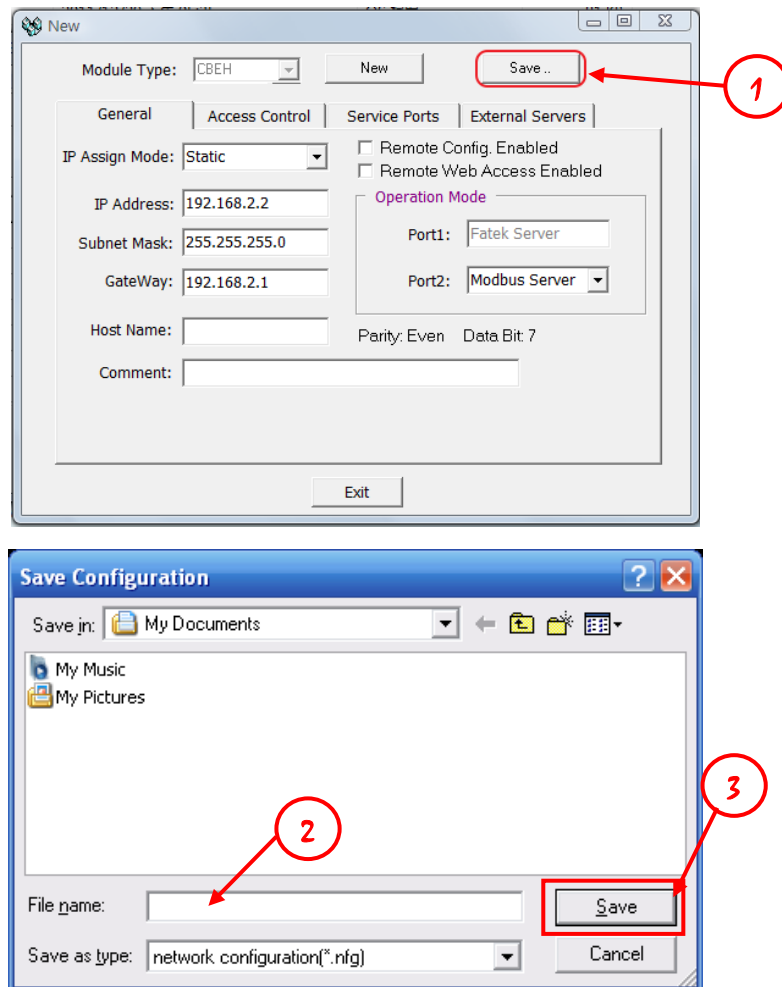 New
Module Type: CBEH New Save ..
1
General Access Control Service Ports External Servers
IP Assign Mode: Static
Remote Config. Enabled
Remote Web Access Enabled
Operation Mode
IP Address: 192.168.2.2
Port1: Fatek Server
Subnet Mask: 255.255.255.0
GateWay: 192.168.2.1
Port2: Modbus Server
Host Name:
Parity: Even Data Bit: 7
Comment:
Exit
Save Configuration
Save in: My Documents
My Music
My Pictures
2
3
File name: Save
Save as type: network configuration(*.nfg) Cancel